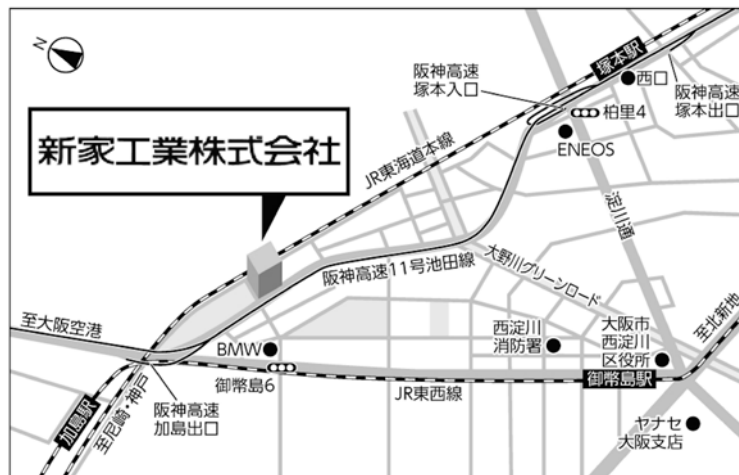 N
塚本駅
阪神高速
塚本入口
西口
阪神高速
塚本出口
柏里4
ENEOS
新家工業株式会社
JR東海道本線
淀川通
阪神高速11号池田線
大野川グリーンロード
至大阪空港
BMW
西淀川
消防署
大阪市
西淀川
区役所
至北新地
御幣島6
御幣島駅
JR東西線
加島駅
至尼崎・神戸
阪神高速
加島出口
ヤナセ
大阪支店